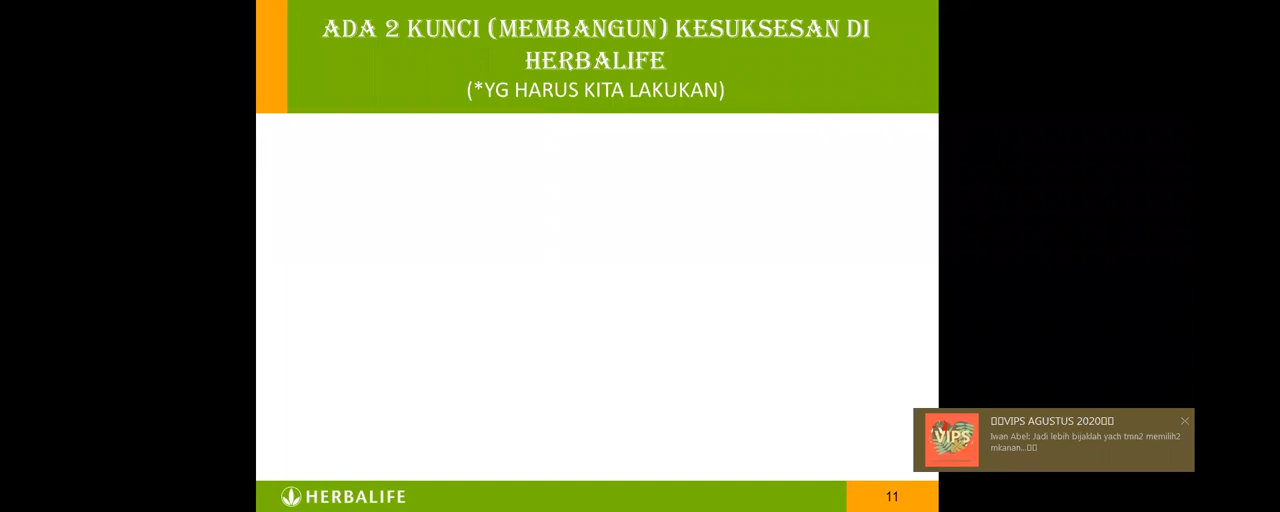 ADA 2 KUNCI (MEMBANGUN) KESUKSESAN DI
HERBALIFE
(*YG HARUS KITA LAKUKAN)
VIPS AGUSTUS 2020
Iwan Abel: Jadi lebih bijaklah yach tmn2 memilih2
mkanan...
VIPS
HERBALIFE
11